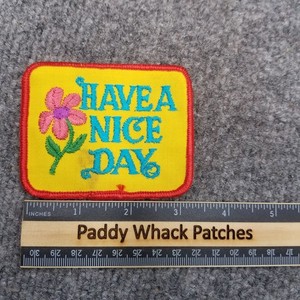 HAVE A
NICE
DAY
INCHES 1 2 3 4 5
Paddy Whack Patches